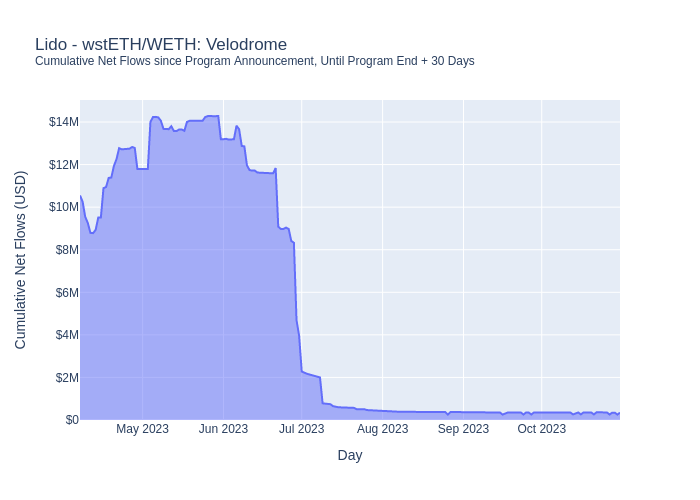 Lido - wstETH/WETH: Velodrome
Cumulative Net Flows since Program Announcement, Until Program End + 30 Days
Cumulative Net Flows (USD)
$14M
$12M
$10M
$8M
$6M
$4M
$2M
$0
May 2023 Jun 2023 Jul 2023 Aug 2023 Sep 2023 Oct 2023
Day